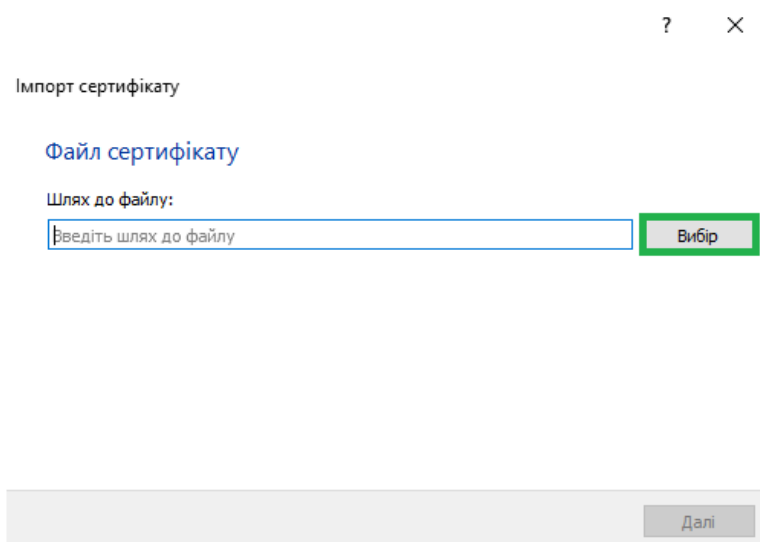 ?
Імпорт сертифікату
Файл сертифікату
Шлях до файлу:
Введіть шлях до файлу
Вибір
Далі